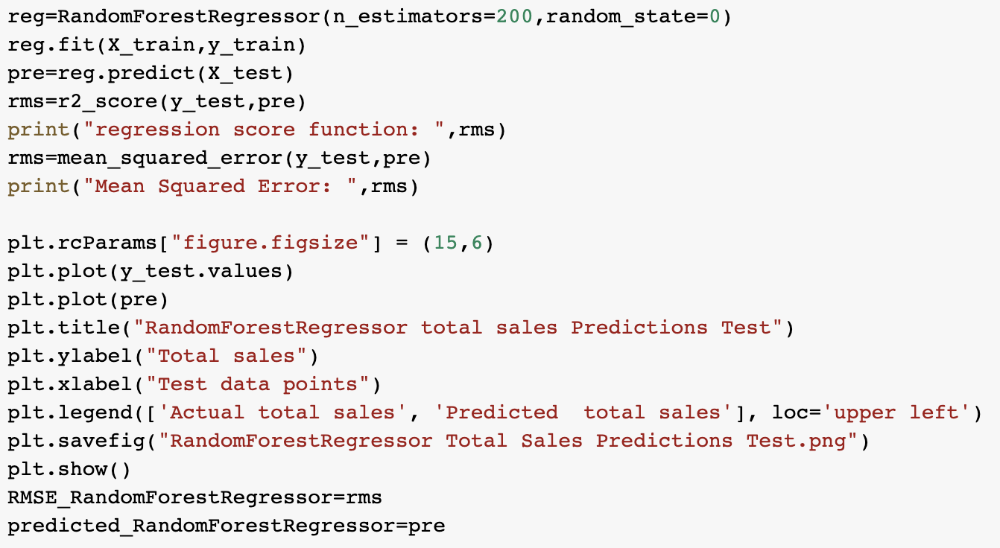 reg=RandomForestRegressor(n_estimators=200,random_state=0)
reg.fit(X_train,y_train)
pre=reg.predict(X_test)
rms=r2_score(y_test,pre)
print("regression score function: ",rms)
rms=mean_squared_error(y_test,pre)
print("Mean Squared Error: ",rms)

plt.rcParams["figure.figsize"] = (15,6)
plt.plot(y_test.values)
plt.plot(pre)
plt.title("RandomForestRegressor total sales Predictions Test")
plt.ylabel("Total sales")
plt.xlabel("Test data points")
plt.legend(['Actual total sales', 'Predicted  total sales'], loc='upper left')
plt.savefig("RandomForestRegressor Total Sales Predictions Test.png")
plt.show()
RMSE_RandomForestRegressor=rms
predicted_RandomForestRegressor=pre